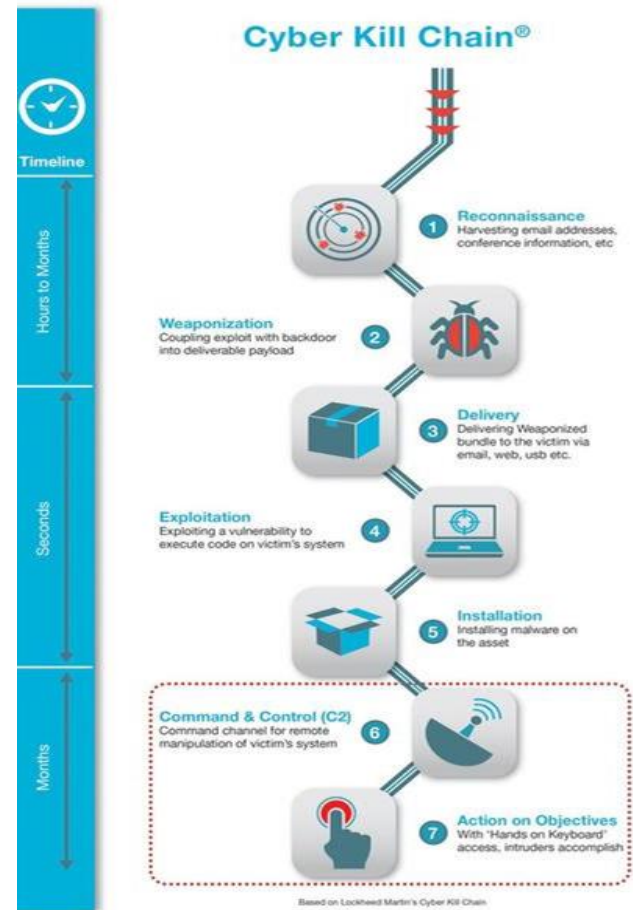 Cyber Kill Chain®
Timeline
Hours to Months
1
Reconnaissance
Harvesting email addresses,
conference information, etc
Weaponization
Coupling exploit with backdoor
into deliverable payload
2
3
Delivery
Delivering Weaponized
bundle to the victim via
email, web, usb etc.
Seconds
Exploitation
Exploiting a vulnerability to
execute code on victim's system
4
5
Installation
Installing malware on
the asset
Months
Command & Control (C2)
Command channel for remote
manipulation of victim's system
6
7
Action on Objectives
With 'Hands on Keyboard'
access, intruders accomplish
Based on Lockheed Martin's Cyber Kill Chain